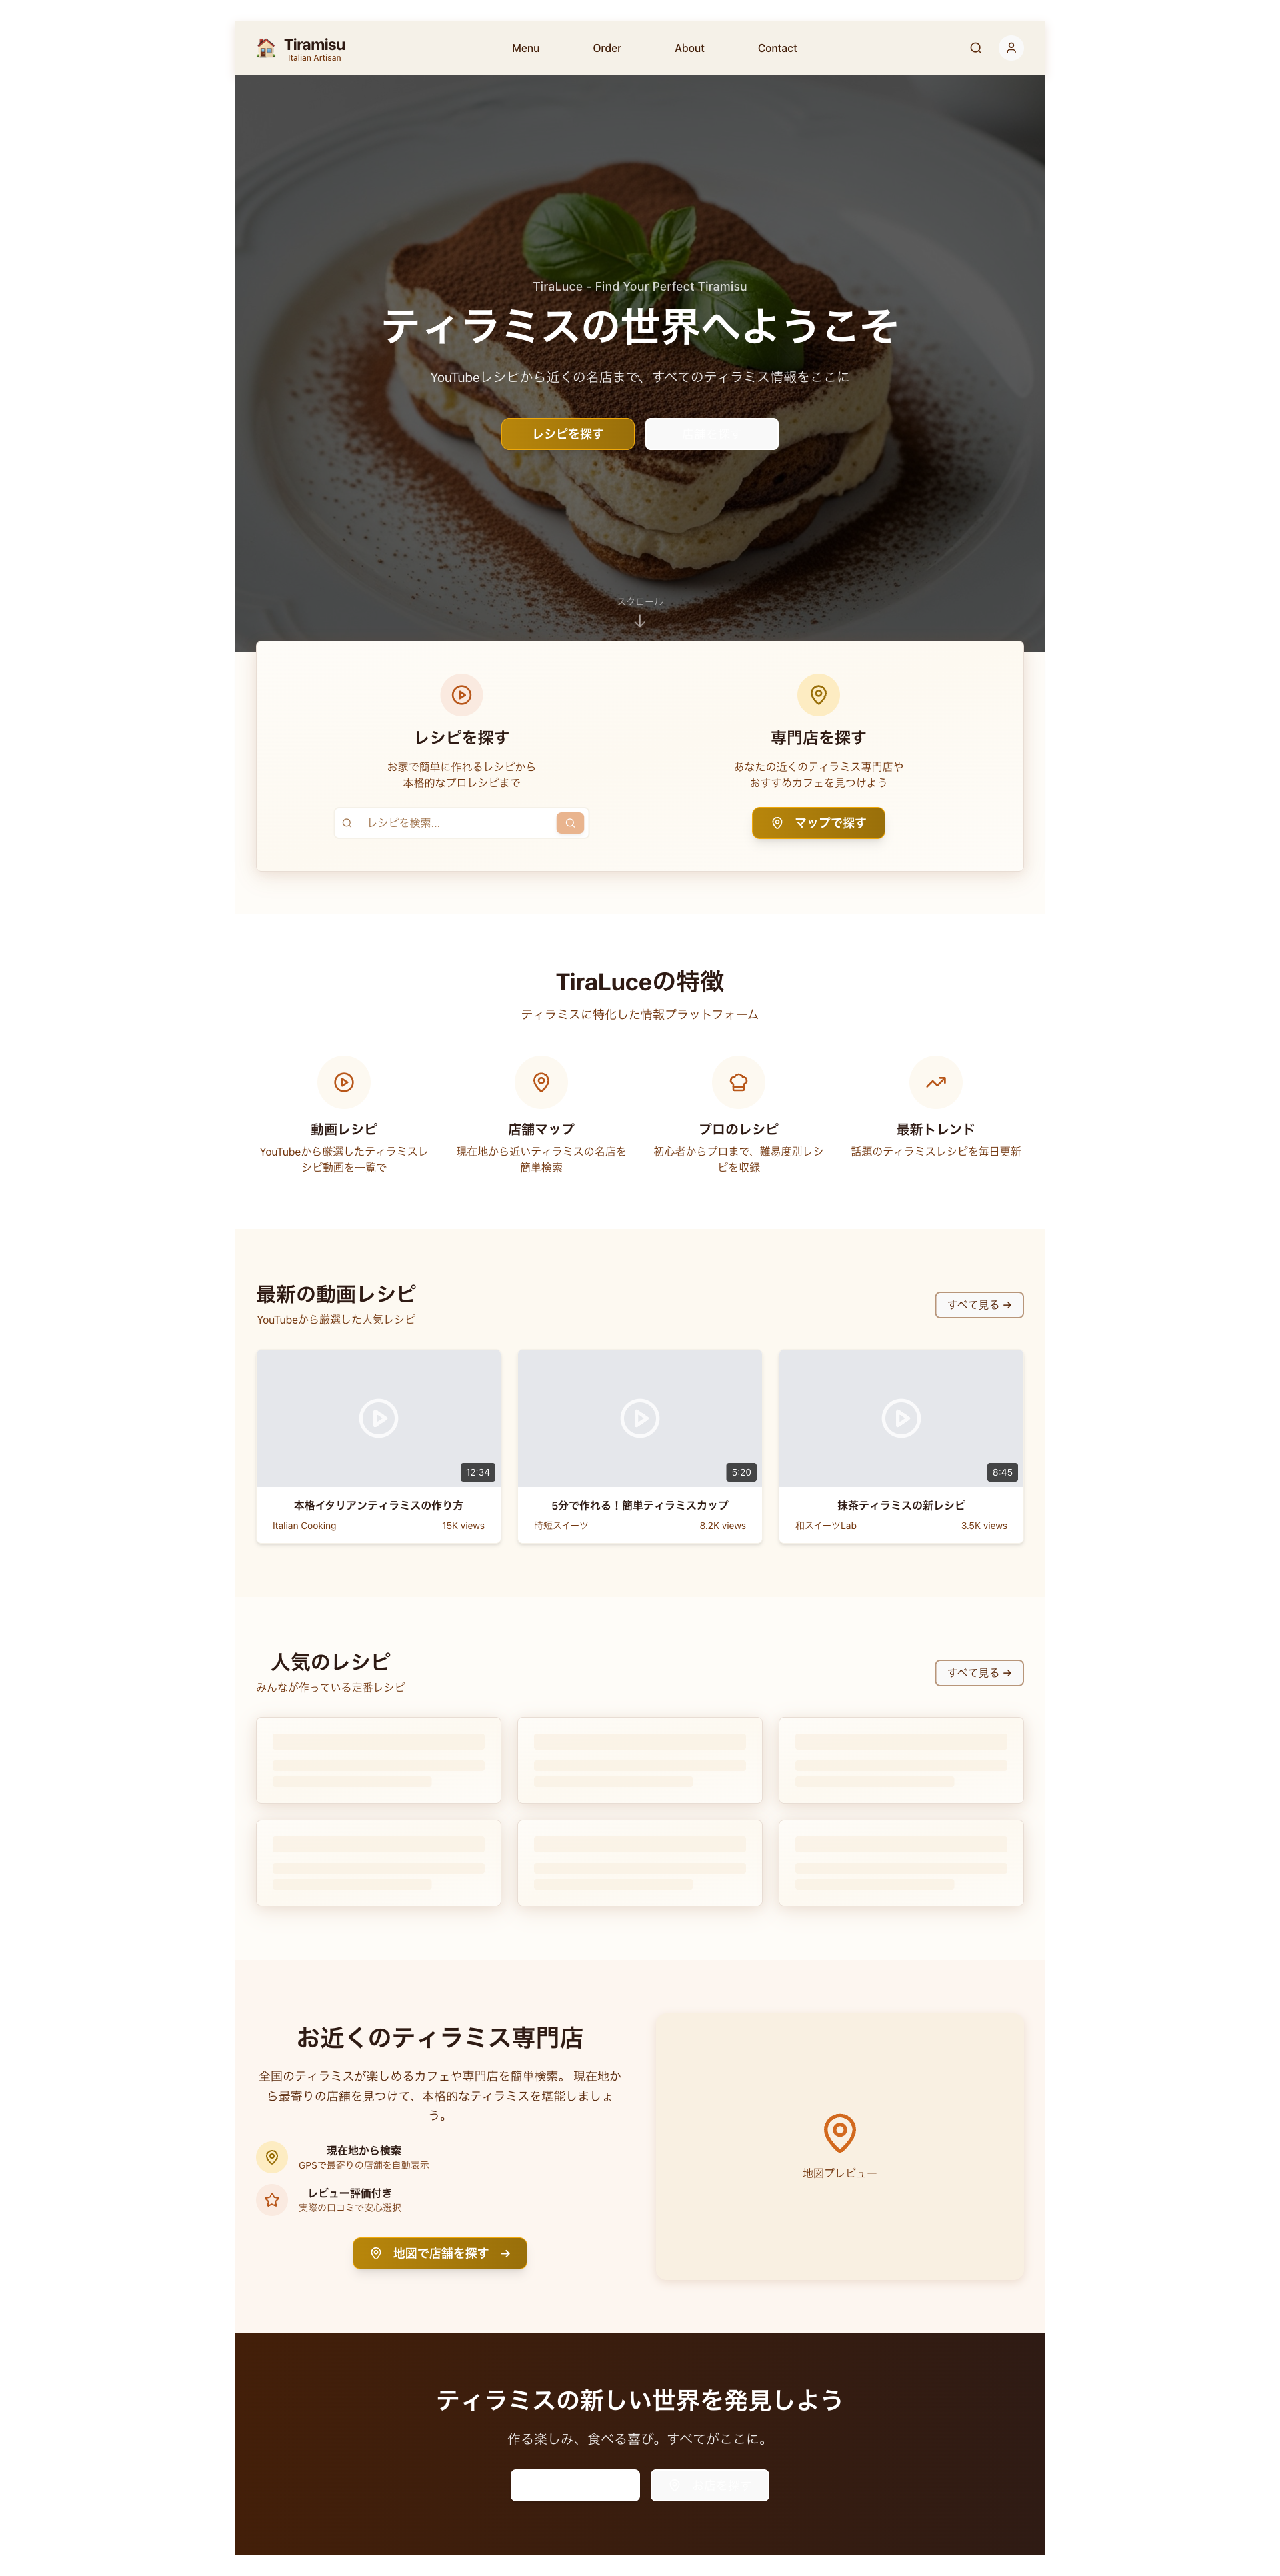 Tiramisu
Italian Artisan
Menu
Order
About
Contact
TiraLuce - Find Your Perfect Tiramisu
ティラミスの世界へようこそ
YouTubeレシピから近くの名店まで、すべてのティラミス情報をここに
レシピを探す
スクロール
レシピを探す
お家で簡単に作れるレシピから
本格的なプロレシピまで
レシピを検索...
専門店を探す
あなたの近くのティラミス専門店や
おすすめカフェを見つけよう
マップで探す
TiraLuceの特徴
ティラミスに特化した情報プラットフォーム
動画レシピ
YouTubeから厳選したティラミスレ
シピ動画を一覧で
店舗マップ
現在地から近いティラミスの名店を
簡単検索
プロのレシピ
初心者からプロまで、難易度別レシ
ピを収録
最新トレンド
話題のティラミスレシピを毎日更新
最新の動画レシピ
YouTubeから厳選した人気レシピ
すべて見る →
12:34
本格イタリアンティラミスの作り方
Italian Cooking
15K views
5:20
5分で作れる！簡単ティラミスカップ
時短スイーツ
8.2K views
8:45
抹茶ティラミスの新レシピ
和スイーツLab
3.5K views
人気のレシピ
みんなが作っている定番レシピ
すべて見る →
お近くのティラミス専門店
全国のティラミスが楽しめるカフェや専門店を簡単検索。 現在地か
ら最寄りの店舗を見つけて、本格的なティラミスを堪能しましょ
う。
現在地から検索
GPSで最寄りの店舗を自動表示
レビュー評価付き
実際の口コミで安心選択
地図で店舗を探す →
地図プレビュー
ティラミスの新しい世界を発見しよう
作る楽しみ、食べる喜び。すべてがここに。